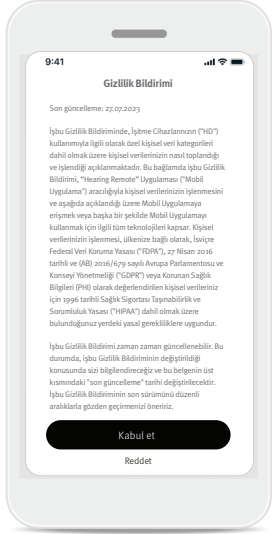 9:41
Gizlilik Bildirimi
Son güncelleme: 27.07.2023
İşbu Gizlilik Bildiriminde, İşitme Cihazlarınızın ("HD")
kullanımıyla ilgili olarak özel kişisel veri kategorileri
dahil olmak üzere kişisel verilerinizin nasıl toplandığı
ve işlendiği açıklanmaktadır. Bu bağlamda işbu Gizlilik
Bildirimi, "Hearing Remote" Uygulaması ("Mobil
Uygulama") aracılığıyla kişisel verilerinizin işlenmesini
ve aşağıda açıklandığı üzere Mobil Uygulamaya
erişmek veya başka bir şekilde Mobil Uygulamayı
kullanmak için ilgili tüm teknolojileri kapsar. Kişisel
verilerinizin işlenmesi, ülkenize bağlı olarak, İsviçre
Federal Veri Koruma Yasası ("FDPA"), 27 Nisan 2016
tarihli ve (AB) 2016/679 sayılı Avrupa Parlamentosu ve
Konseyi Yönetmeliği ("GDPR") veya Korunan Sağlık
Bilgileri (PHI) olarak değerlendirilen kişisel verileriniz
için 1996 tarihli Sağlık Sigortası Taşınabilirlik ve
Sorumluluk Yasası ("HIPAA") dahil olmak üzere
bulunduğunuz yerdeki yasal gerekliliklere uygundur.
İşbu Gizlilik Bildirimi zaman zaman güncellenebilir. Bu
durumda, işbu Gizlilik Bildiriminin değiştirildiği
konusunda sizi bilgilendireceğiz ve bu belgenin üst
kısmındaki "son güncelleme" tarihi değiştirilecektir.
İşbu Gizlilik Bildiriminin son sürümünü düzenli
aralıklarla gözden geçirmenizi öneririz.
Kabul et
Reddet